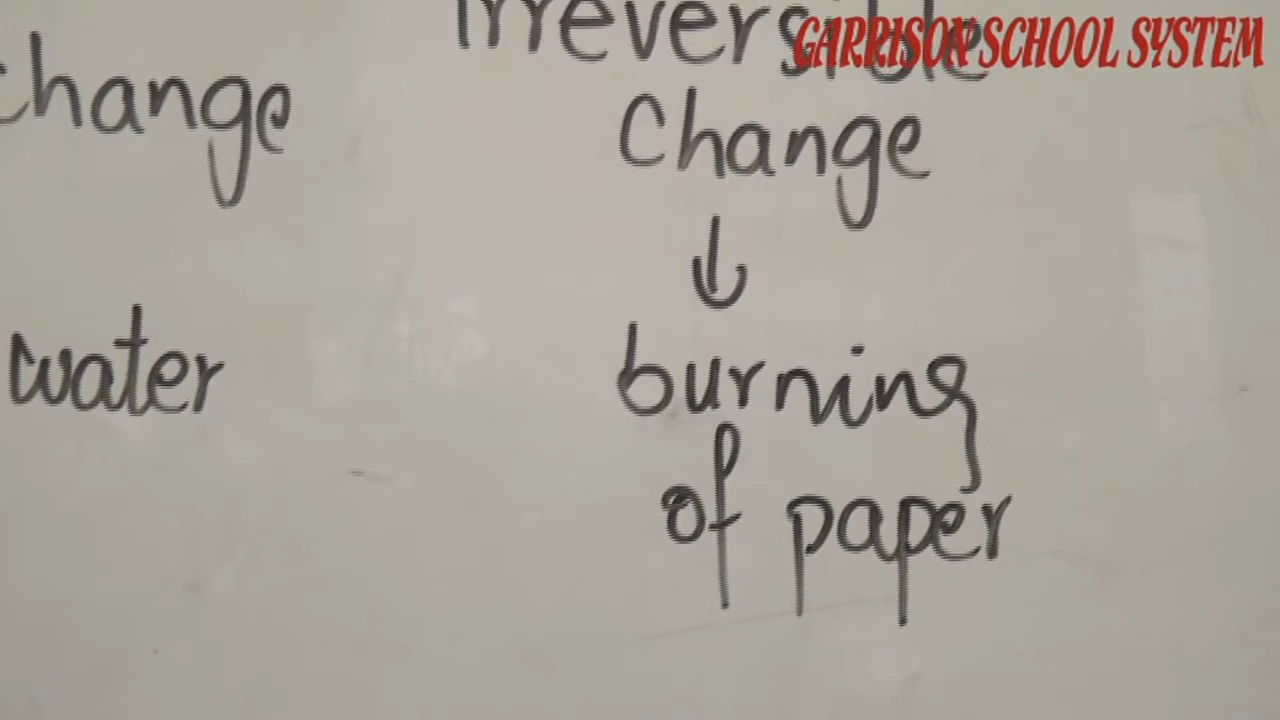 Irreversible
GARRISON SCHOOL SYSTEM
change
Change
water
burning
of paper